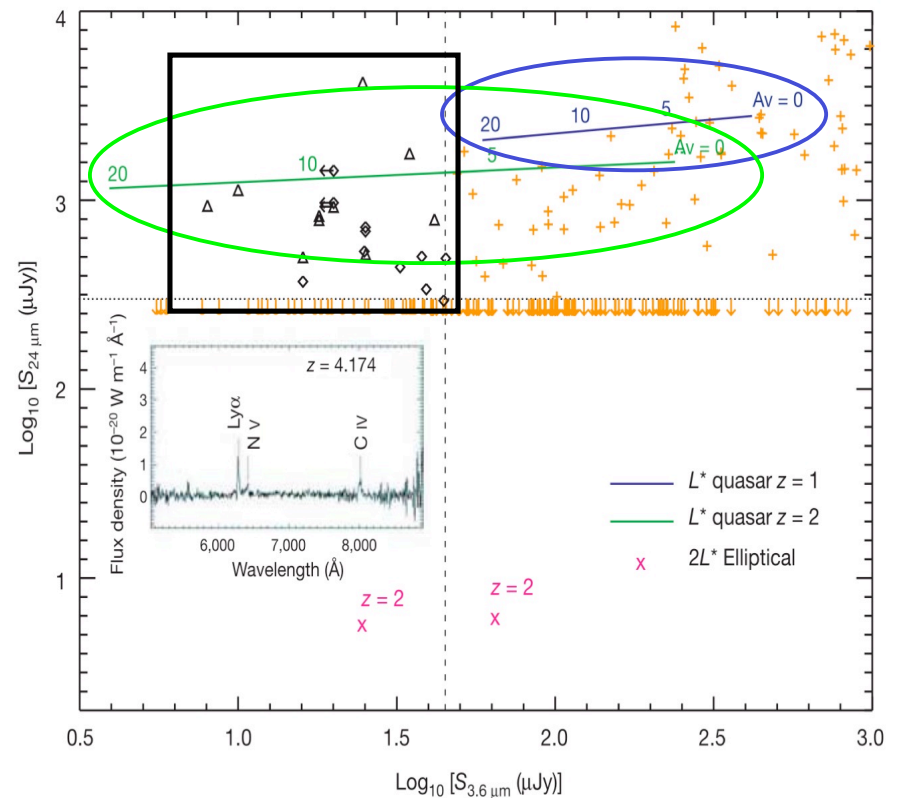 4
3
2
1
Log₁₀ [S₂₄ μm (μJy)]
20
10
5
Av = 0
20
10
5
Av = 0
Flux density (10⁻²⁰ W m⁻¹ Å⁻¹)
4
3
2
1
0
z = 4.174
Lyα
N V
C IV
6,000 7,000 8,000
Wavelength (Å)
L* quasar z = 1
L* quasar z = 2
x 2L* Elliptical
z = 2
x
z = 2
x
0.5 1.0 1.5 2.0 2.5 3.0
Log₁₀ [S₃.₆ μm (μJy)]